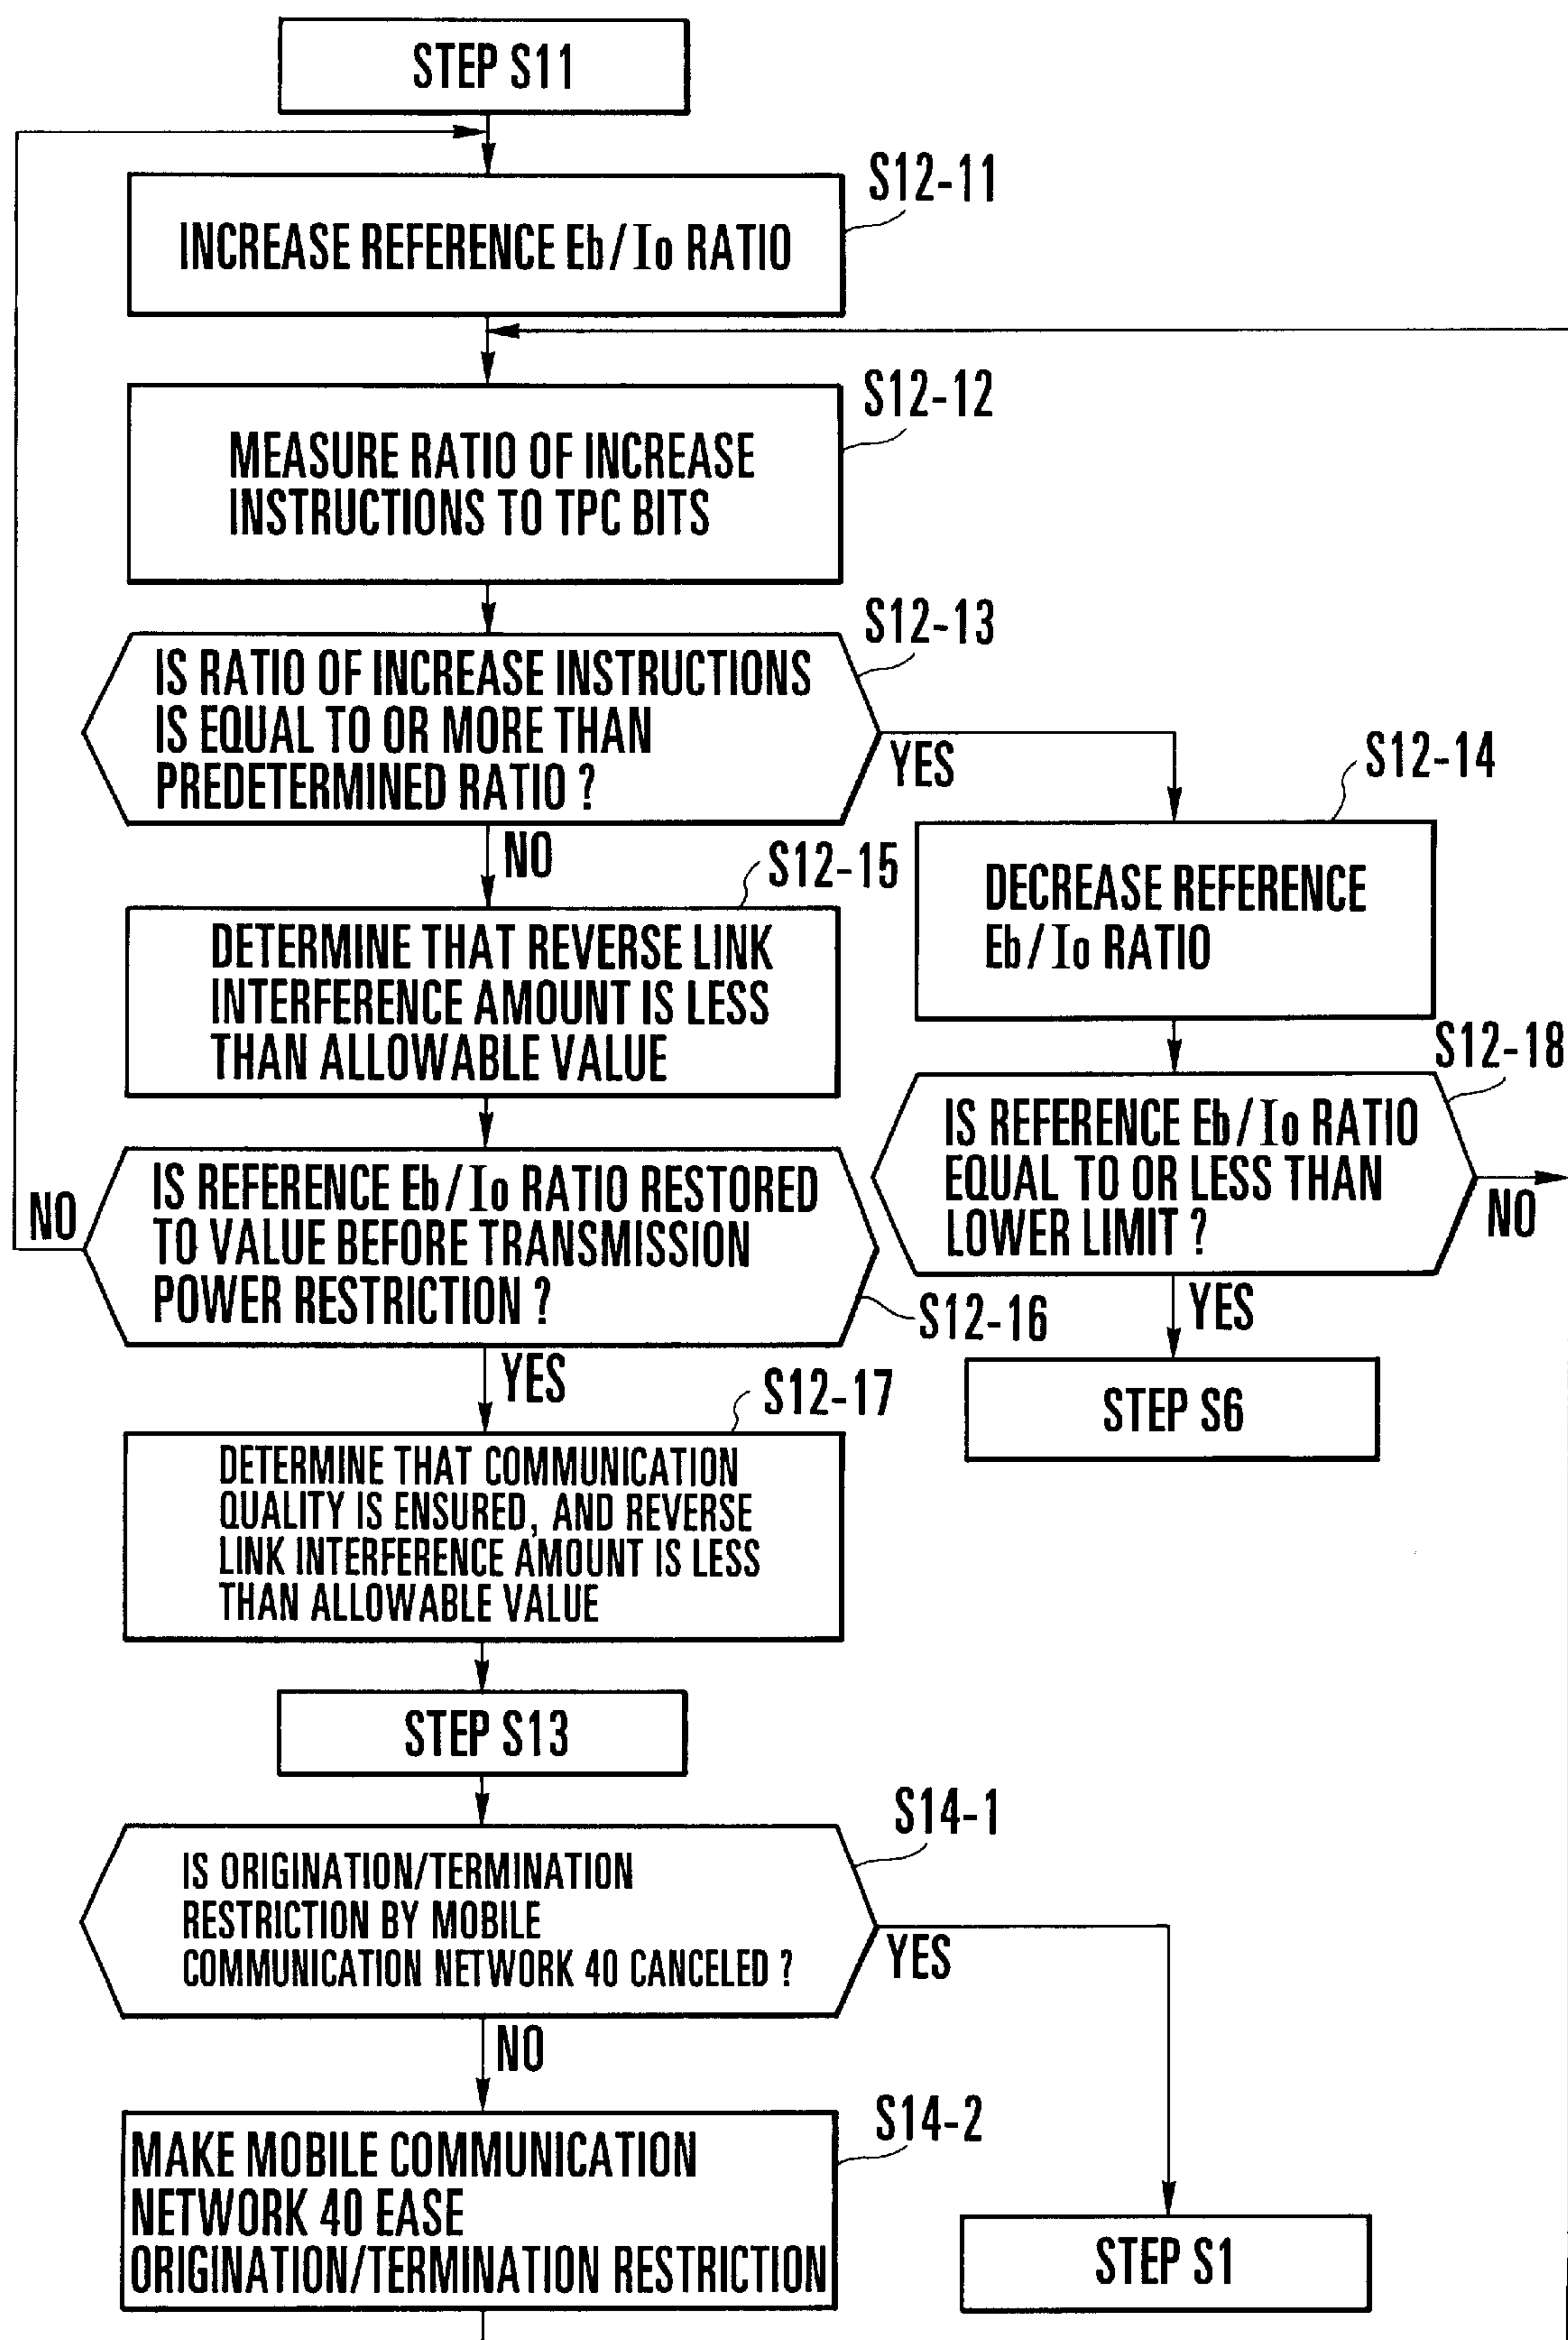 STEP S11
S12-11
INCREASE REFERENCE Eb/Io RATIO
S12-12
MEASURE RATIO OF INCREASE
INSTRUCTIONS TO TPC BITS
S12-13
IS RATIO OF INCREASE INSTRUCTIONS
IS EQUAL TO OR MORE THAN
PREDETERMINED RATIO ?
YES
NO
S12-14
DECREASE REFERENCE
Eb/Io RATIO
S12-15
DETERMINE THAT REVERSE LINK
INTERFERENCE AMOUNT IS LESS
THAN ALLOWABLE VALUE
S12-18
IS REFERENCE Eb/Io RATIO
EQUAL TO OR LESS THAN
LOWER LIMIT ?
NO
YES
STEP S6
NO
IS REFERENCE Eb/Io RATIO RESTORED
TO VALUE BEFORE TRANSMISSION
POWER RESTRICTION ?
S12-16
YES
S12-17
DETERMINE THAT COMMUNICATION
QUALITY IS ENSURED, AND REVERSE
LINK INTERFERENCE AMOUNT IS LESS
THAN ALLOWABLE VALUE
STEP S13
S14-1
IS ORIGINATION/TERMINATION
RESTRICTION BY MOBILE
COMMUNICATION NETWORK 40 CANCELED ?
YES
NO
S14-2
MAKE MOBILE COMMUNICATION
NETWORK 40 EASE
ORIGINATION/TERMINATION RESTRICTION
STEP S1